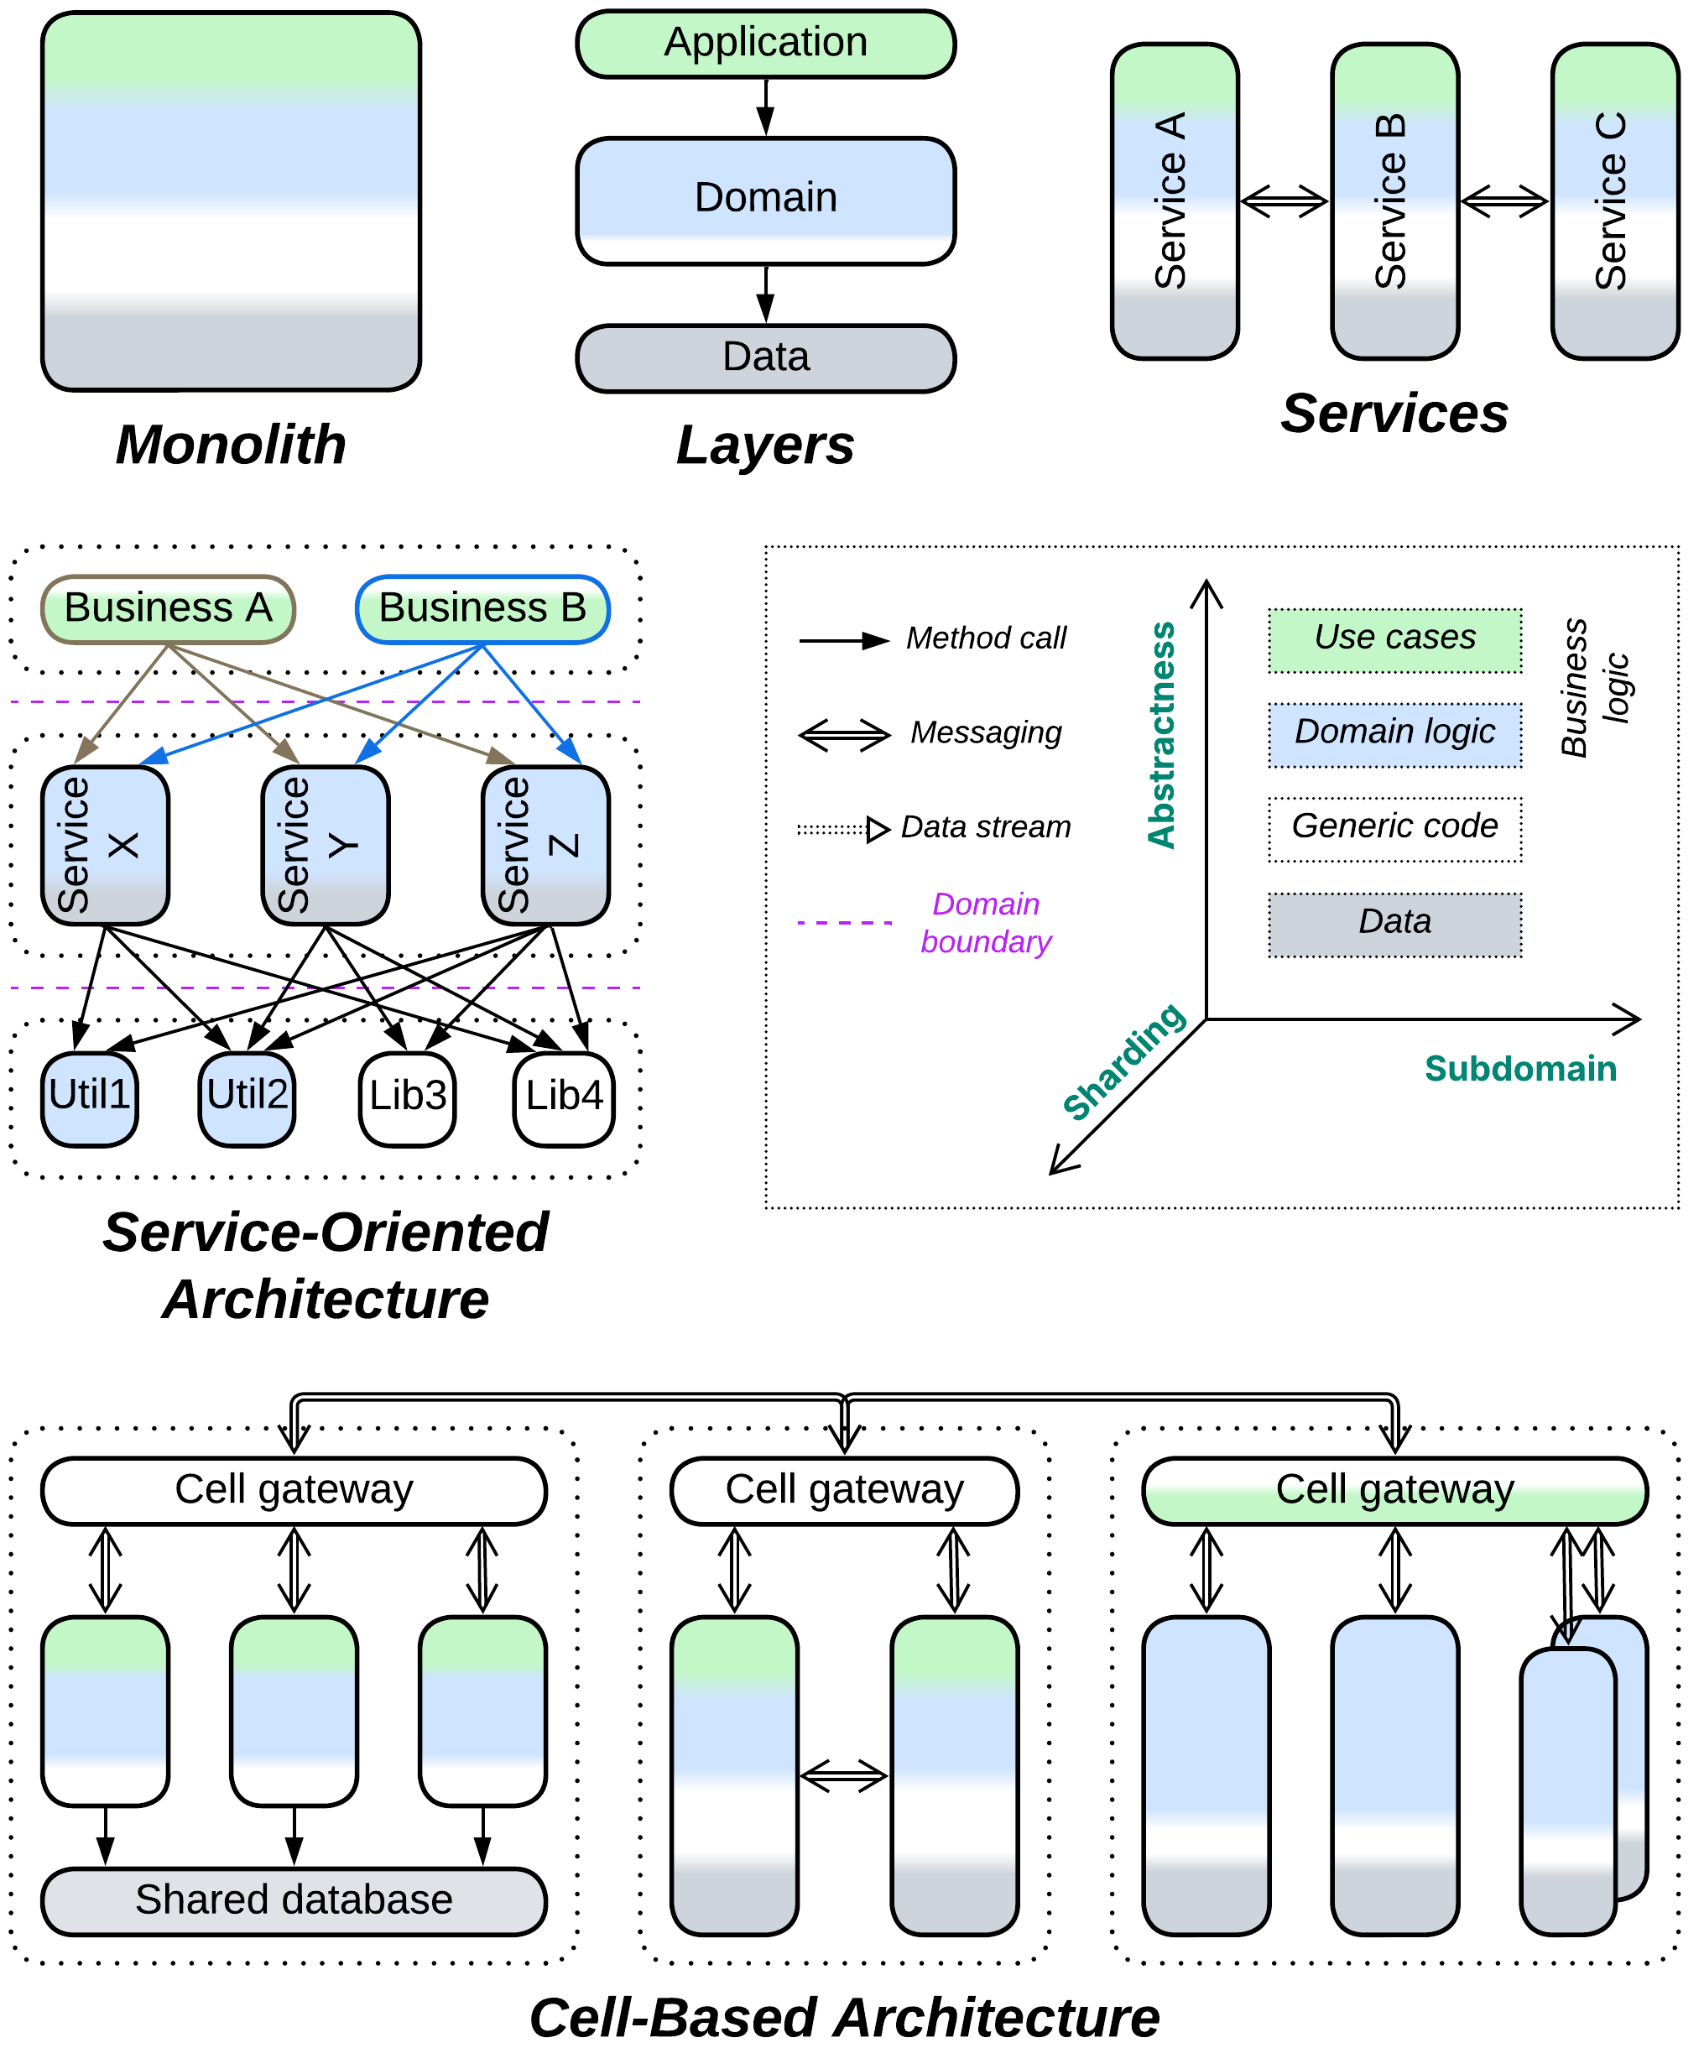 Application
Domain
Data
Service A
Service B
Service C
Monolith
Layers
Services
Business A
Business B
Service
X
Service
Y
Service
Z
Util1
Util2
Lib3
Lib4
Service-Oriented
Architecture
Method call
Messaging
Data stream
Domain
boundary
Abstractness
Sharding
Subdomain
Use cases
Domain logic
Generic code
Data
Business
logic
Cell gateway
Shared database
Cell gateway
Cell gateway
Cell-Based Architecture